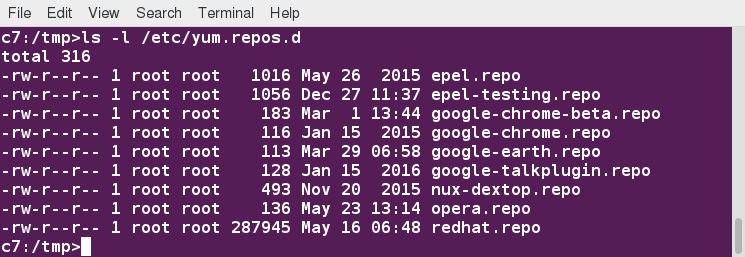 File Edit View Search Terminal Help
c7:/tmp>ls -l /etc/yum.repos.d
total 316
-rw-r--r-- 1 root root   1016 May 26  2015 epel.repo
-rw-r--r-- 1 root root   1056 Dec 27 11:37 epel-testing.repo
-rw-r--r-- 1 root root    183 Mar  1 13:44 google-chrome-beta.repo
-rw-r--r-- 1 root root    116 Jan 15  2015 google-chrome.repo
-rw-r--r-- 1 root root    113 Mar 29 06:58 google-earth.repo
-rw-r--r-- 1 root root    128 Jan 15  2016 google-talkplugin.repo
-rw-r--r-- 1 root root    493 Nov 20  2015 nux-dextop.repo
-rw-r--r-- 1 root root    136 May 23 13:14 opera.repo
-rw-r--r-- 1 root root 287945 May 16 06:48 redhat.repo
c7:/tmp>